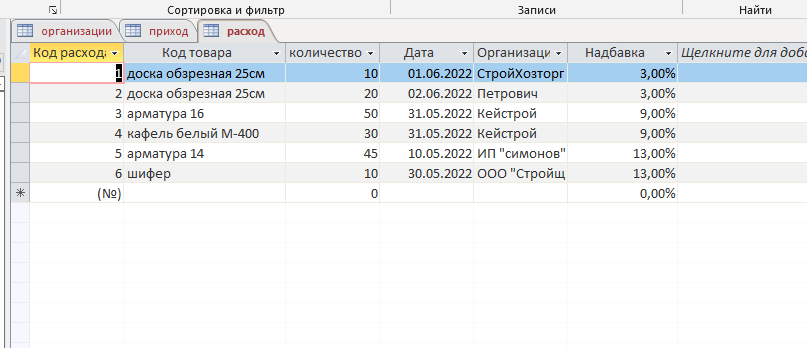 Сортировка и фильтр Записи Найти
организации приход расход
Код расхода Код товара количество Дата Организаци Надбавка Щелкните для доба
1 доска обзрезная 25см 10 01.06.2022 СтройХозторг 3,00%
2 доска обзрезная 25см 20 02.06.2022 Петрович 3,00%
3 арматура 16 50 31.05.2022 Кейстрой 9,00%
4 кафель белый М-400 30 31.05.2022 Кейстрой 9,00%
5 арматура 14 45 10.05.2022 ИП "симонов" 13,00%
6 шифер 10 30.05.2022 ООО "Стройщ 13,00%
(№) 0 0,00%